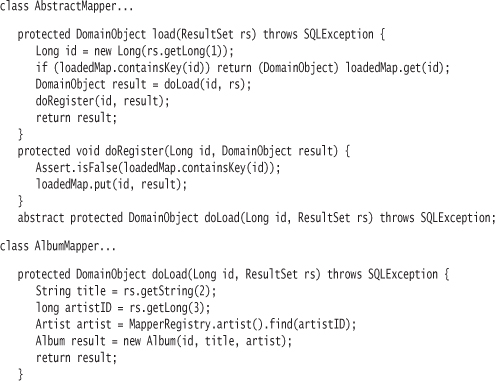 class AbstractMapper...
protected DomainObject load(ResultSet rs) throws SQLException {
Long id = new Long(rs.getLong(1));
if (loadedMap.containsKey(id)) return (DomainObject) loadedMap.get(id);
DomainObject result = doLoad(id, rs);
doRegister(id, result);
return result;
}
protected void doRegister(Long id, DomainObject result) {
Assert.isFalse(loadedMap.containsKey(id));
loadedMap.put(id, result);
}
abstract protected DomainObject doLoad(Long id, ResultSet rs) throws SQLException;
class AlbumMapper...
protected DomainObject doLoad(Long id, ResultSet rs) throws SQLException {
String title = rs.getString(2);
long artistID = rs.getLong(3);
Artist artist = MapperRegistry.artist().find(artistID);
Album result = new Album(id, title, artist);
return result;
}